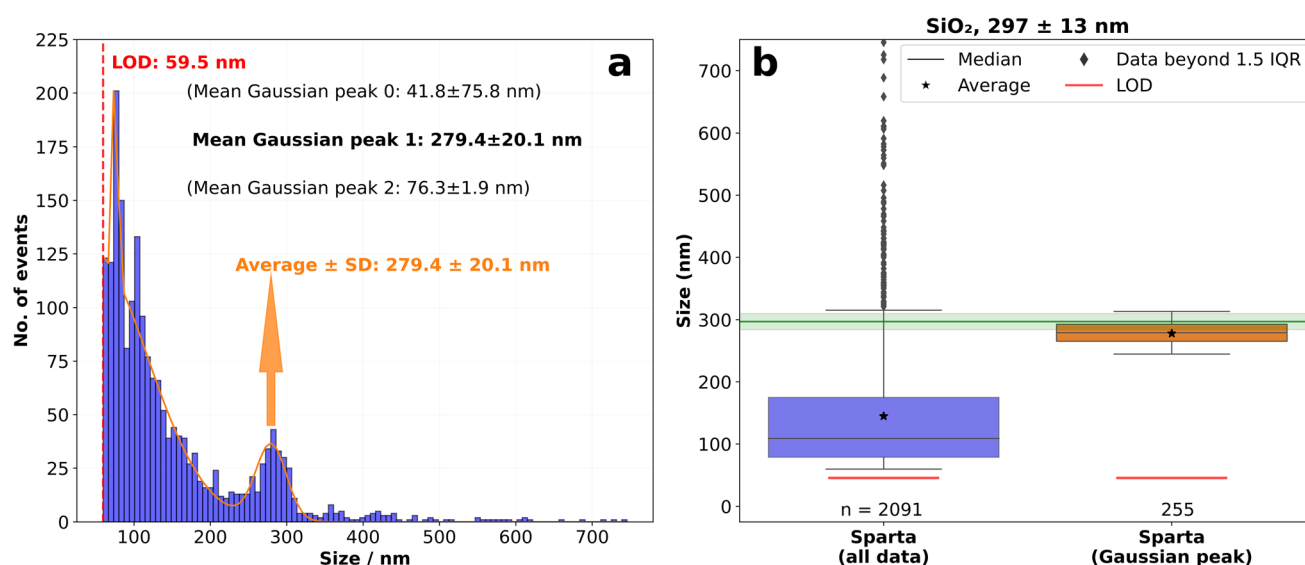 a
LOD: 59.5 nm
(Mean Gaussian peak 0: 41.8±75.8 nm)
Mean Gaussian peak 1: 279.4±20.1 nm
(Mean Gaussian peak 2: 76.3±1.9 nm)
Average ± SD: 279.4 ± 20.1 nm
No. of events
225
200
175
150
125
100
75
50
25
0
100 200 300 400 500 600 700
Size / nm
SiO₂, 297 ± 13 nm
b
Median
Average
Data beyond 1.5 IQR
LOD
Size (nm)
700
600
500
400
300
200
100
0
n = 2091
255
Sparta
(all data)
Sparta
(Gaussian peak)